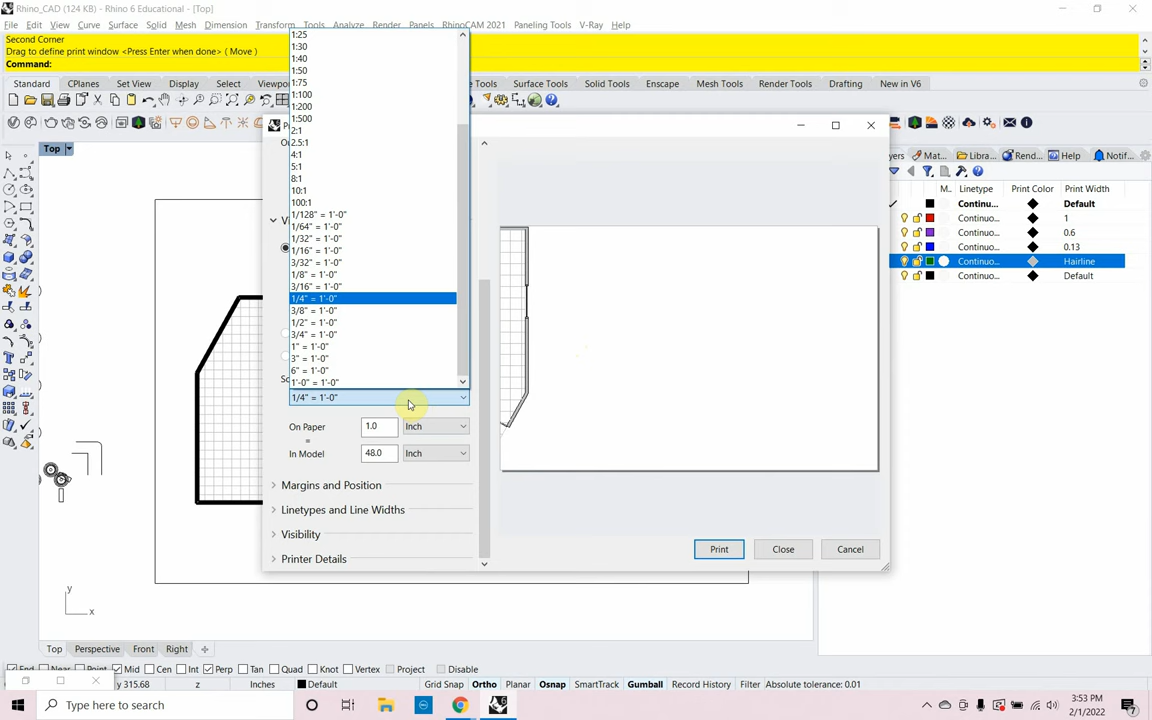 Rhino_CAD (124 KB) - Rhino 6 Educational - [Top]
File Edit View Curve Surface Solid Mesh Dimension Transform Tools Analyze Render Panels RhinoCAM 2021 Paneling Tools V-Ray Help
Second Corner
Drag to define print window <Press Enter when done> ( Move )
Command:
Standard CPlanes Set View Display Select Viewpo Tools Surface Tools Solid Tools Enscape Mesh Tools Render Tools Drafting New in V6
1:25
1:30
1:40
1:50
1:75
1:100
1:200
1:500
2:1
2.5:1
4:1
5:1
8:1
10:1
100:1
1/128" = 1'-0"
1/64" = 1'-0"
1/32" = 1'-0"
1/16" = 1'-0"
3/32" = 1'-0"
1/8" = 1'-0"
3/16" = 1'-0"
1/4" = 1'-0"
3/8" = 1'-0"
1/2" = 1'-0"
3/4" = 1'-0"
1" = 1'-0"
3" = 1'-0"
6" = 1'-0"
1'-0" = 1'-0"
1/4" = 1'-0"
On Paper 1.0 Inch
=
In Model 48.0 Inch
Margins and Position
Linetypes and Line Widths
Visibility
Printer Details
Print Close Cancel
Top
ayers Mat... Libra... Rend... Help Notif...
M.. Linetype Print Color Print Width
Continu... Default
Continuo... 1
Continuo... 0.6
Continuo... 0.13
Continuo... Hairline
Continuo... Default
y
x
Top Perspective Front Right
End Near Point Mid Cen Int Perp Tan Quad Knot Vertex Project Disable
y 315.68 z Inches Default Grid Snap Ortho Planar Osnap SmartTrack Gumball Record History Filter Absolute tolerance: 0.01
Type here to search
3:53 PM
2/1/2022
7